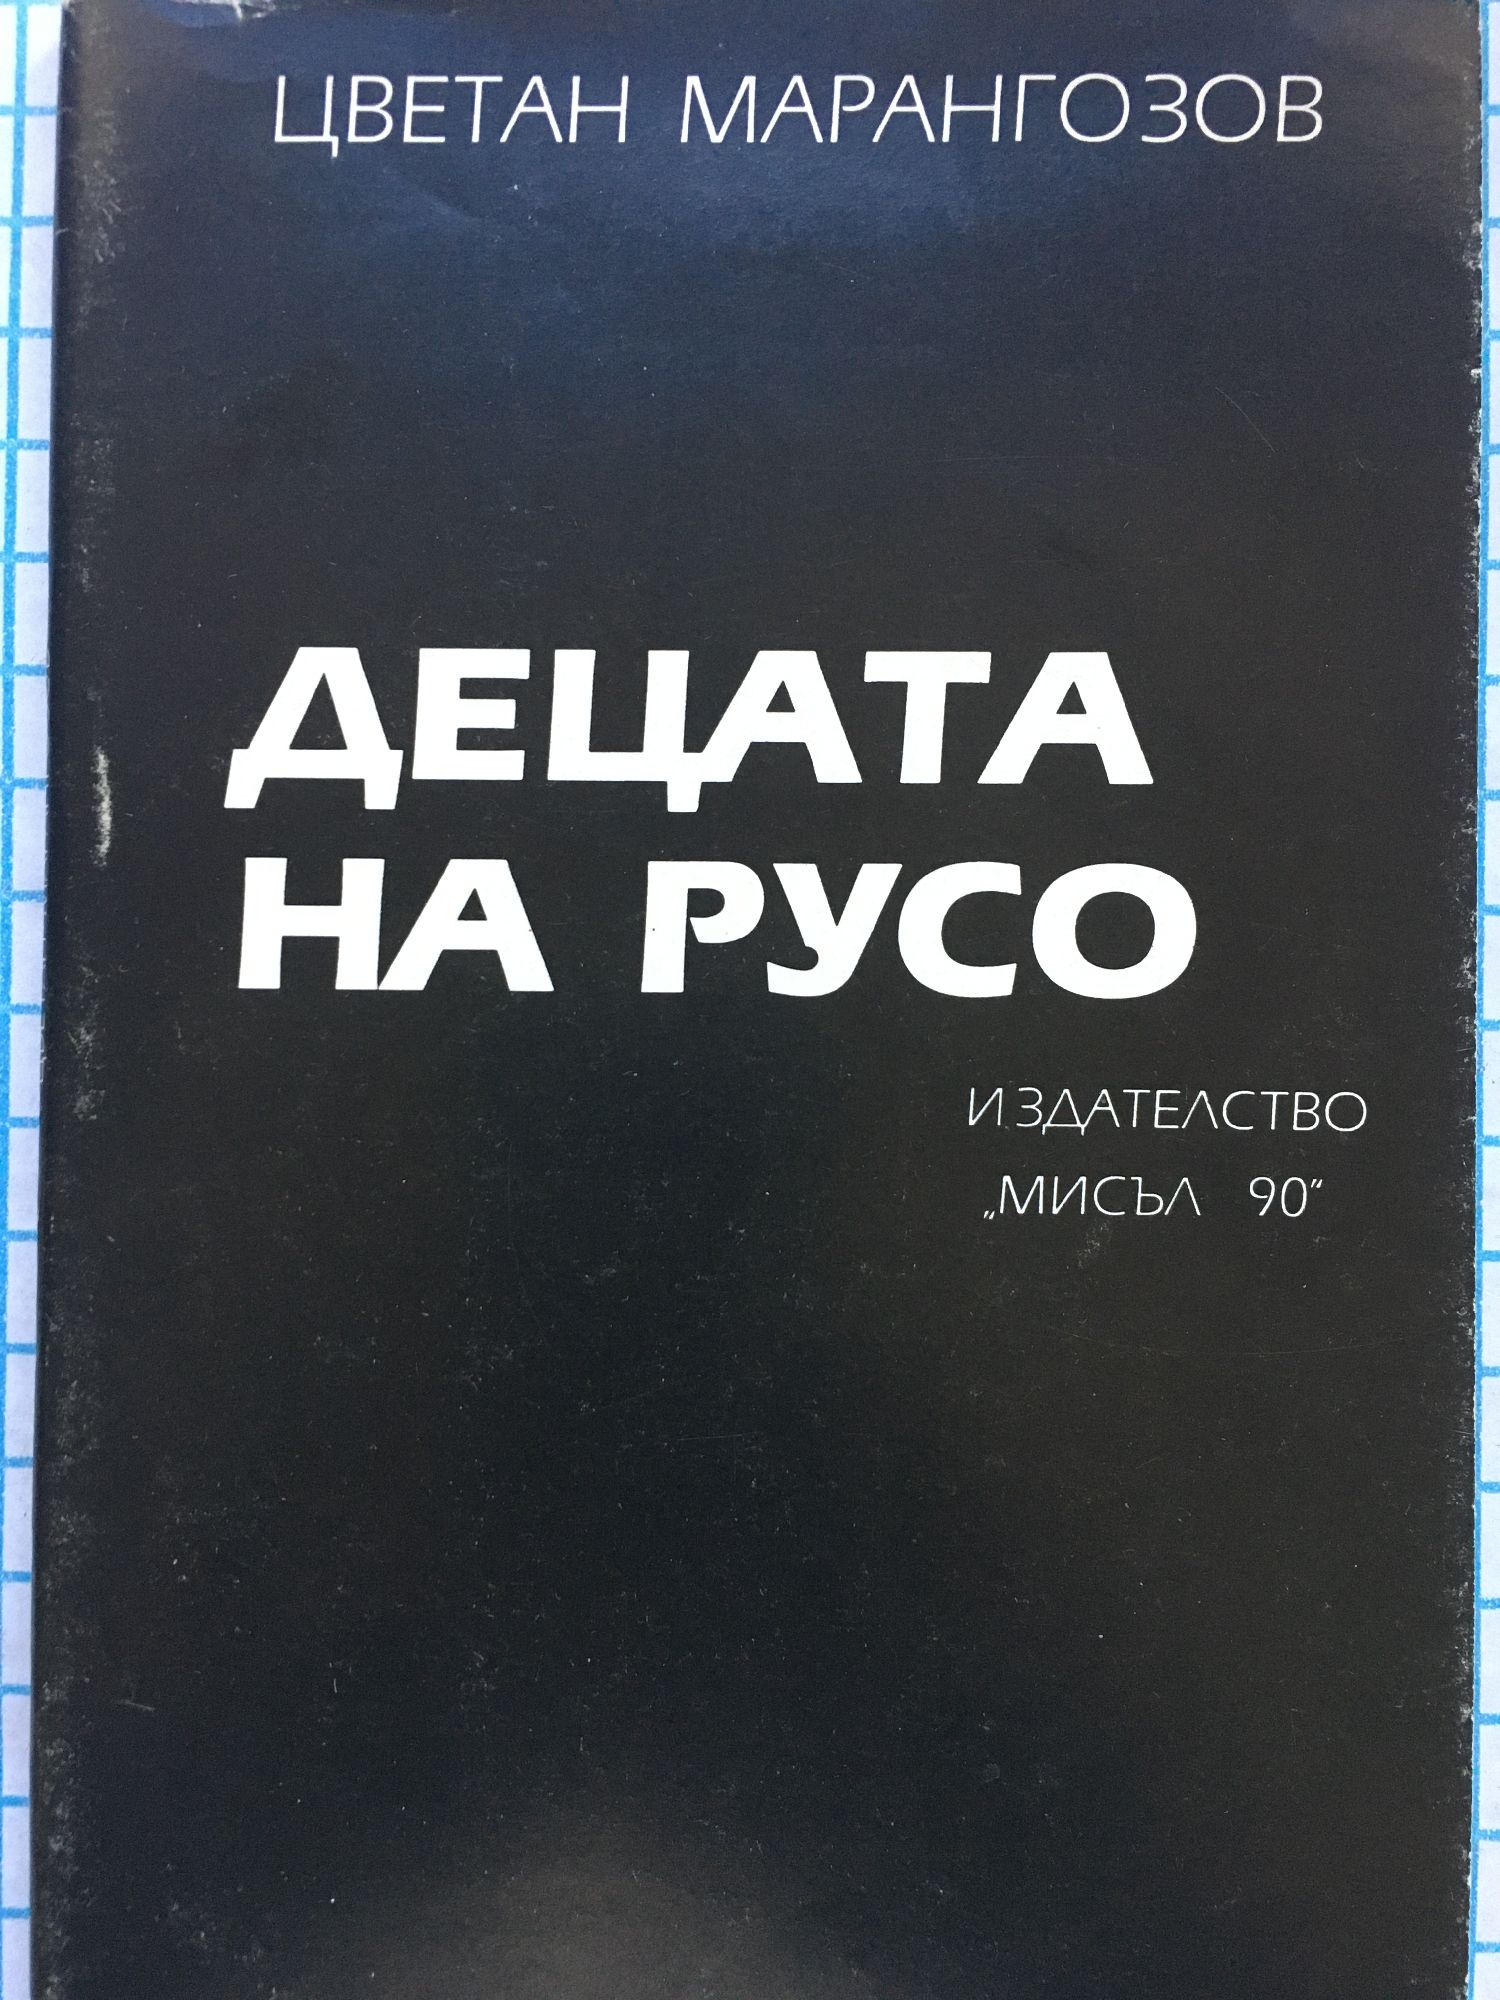 ЦВЕТАН МАРАНГОЗОВ
ДЕЦАТА
НА РУСО
ИЗДАТЕЛСТВО
„МИСЪЛ 90“